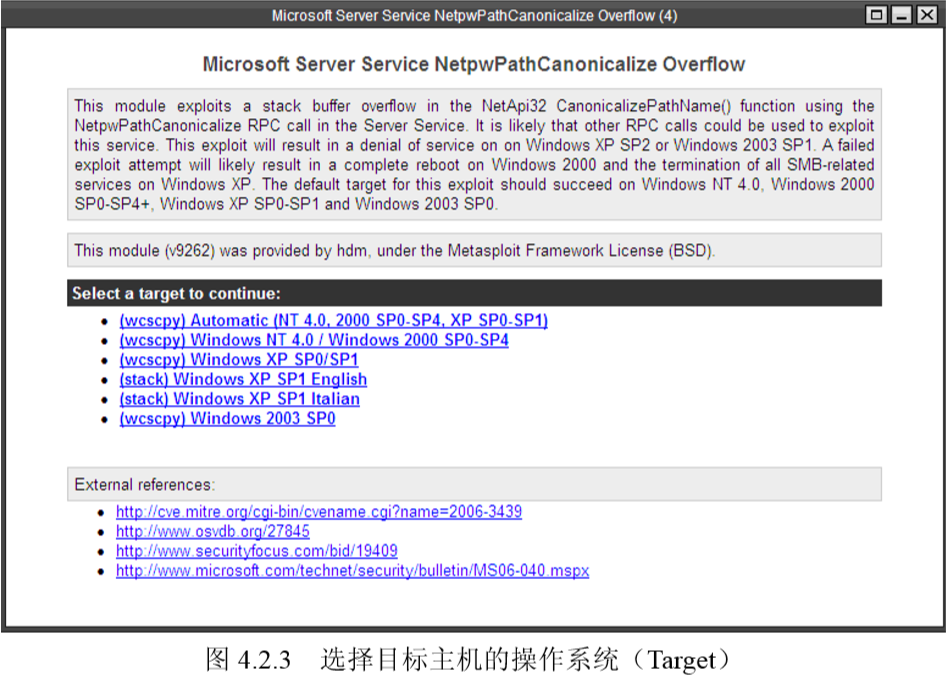 Microsoft Server Service NetpwPathCanonicalize Overflow (4)
Microsoft Server Service NetpwPathCanonicalize Overflow
This module exploits a stack buffer overflow in the NetApi32 CanonicalizePathName() function using the
NetpwPathCanonicalize RPC call in the Server Service. It is likely that other RPC calls could be used to exploit
this service. This exploit will result in a denial of service on on Windows XP SP2 or Windows 2003 SP1. A failed
exploit attempt will likely result in a complete reboot on Windows 2000 and the termination of all SMB-related
services on Windows XP. The default target for this exploit should succeed on Windows NT 4.0, Windows 2000
SP0-SP4+, Windows XP SP0-SP1 and Windows 2003 SP0.
This module (v9262) was provided by hdm, under the Metasploit Framework License (BSD).
Select a target to continue:
• (wcscpy) Automatic (NT 4.0, 2000 SP0-SP4, XP SP0-SP1)
• (wcscpy) Windows NT 4.0 / Windows 2000 SP0-SP4
• (wcscpy) Windows XP SP0/SP1
• (stack) Windows XP SP1 English
• (stack) Windows XP SP1 Italian
• (wcscpy) Windows 2003 SP0
External references:
• http://cve.mitre.org/cgi-bin/cvename.cgi?name=2006-3439
• http://www.osvdb.org/27845
• http://www.securityfocus.com/bid/19409
• http://www.microsoft.com/technet/security/bulletin/MS06-040.mspx
图 4.2.3 选择目标主机的操作系统（Target）